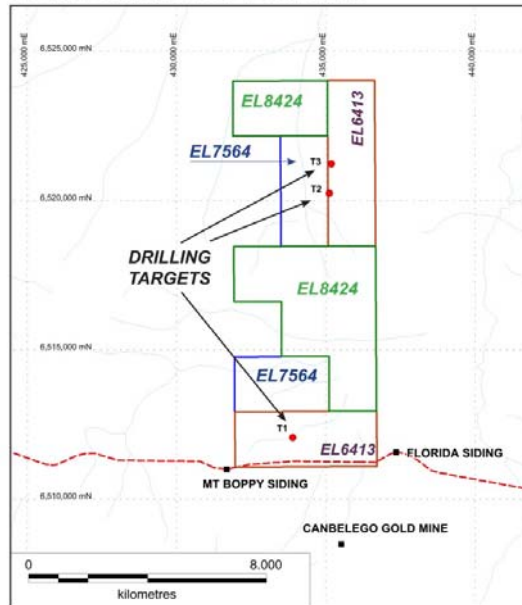 425,000 mE
430,000 mE
435,000 mE
440,000 mE
6,525,000 mN
EL8424
EL6413
EL7564
T3
T2
6,520,000 mN
DRILLING
TARGETS
EL8424
6,515,000 mN
EL7564
T1
EL6413
FLORIDA SIDING
MT BOPPY SIDING
6,510,000 mN
CANBELEGO GOLD MINE
0
8.000
kilometres